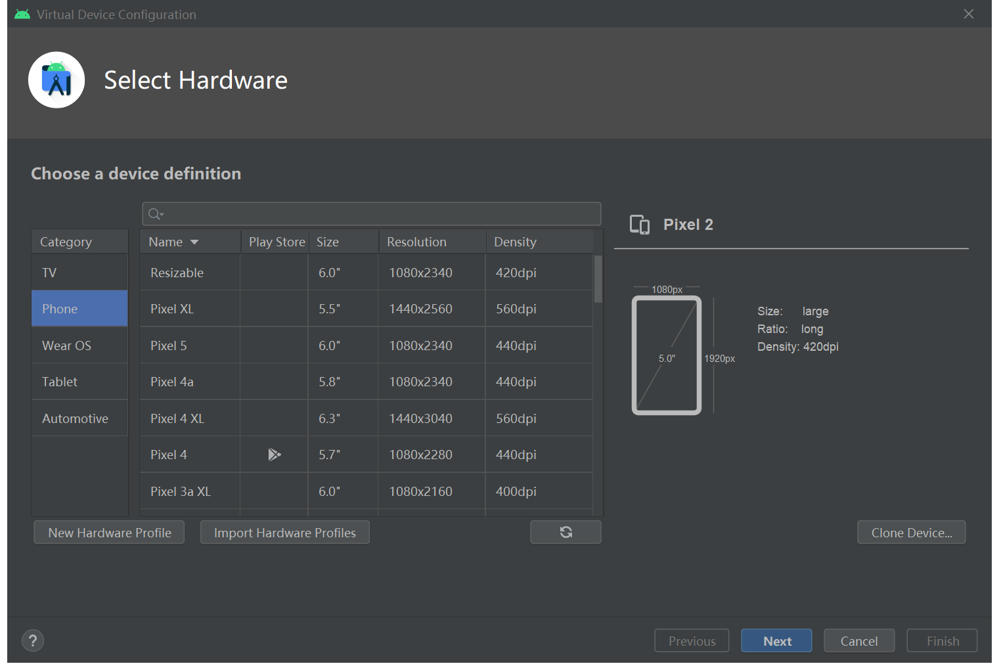 Virtual Device Configuration
Select Hardware
Choose a device definition
Category
TV
Phone
Wear OS
Tablet
Automotive
Name Play Store Size Resolution Density
Resizable 6.0" 1080x2340 420dpi
Pixel XL 5.5" 1440x2560 560dpi
Pixel 5 6.0" 1080x2340 440dpi
Pixel 4a 5.8" 1080x2340 440dpi
Pixel 4 XL 6.3" 1440x3040 560dpi
Pixel 4 5.7" 1080x2280 440dpi
Pixel 3a XL 6.0" 1080x2160 400dpi
New Hardware Profile Import Hardware Profiles
Pixel 2
1080px
5.0" 1920px
Size: large
Ratio: long
Density: 420dpi
Clone Device...
? Previous Next Cancel Finish